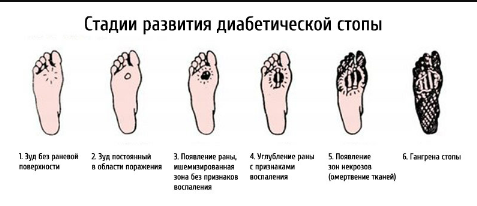 Стадии развития диабетической стопы
1. Зуд без раневой
поверхности
2. Зуд постоянный
в области поражения
3. Появление раны,
ишемизированная
зона без признаков
воспаления
4. Углубление раны
с признаками
воспаления
5. Появление
зон некрозов
(омертвение тканей)
6. Гангрена стопы